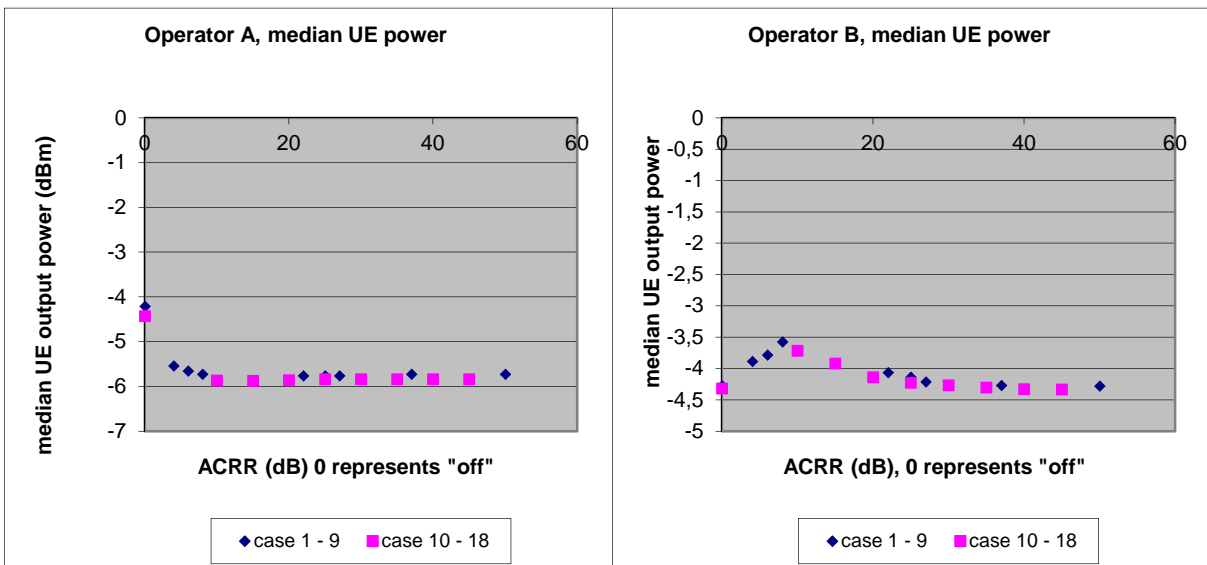 Operator A, median UE power
median UE output power (dBm)
0
-1
-2
-3
-4
-5
-6
-7
0
20
40
60
ACRR (dB) 0 represents "off"
case 1 - 9
case 10 - 18
Operator B, median UE power
median UE output power
0
-0,5
-1
-1,5
-2
-2,5
-3
-3,5
-4
-4,5
-5
0
20
40
60
ACRR (dB), 0 represents "off"
case 1 - 9
case 10 - 18